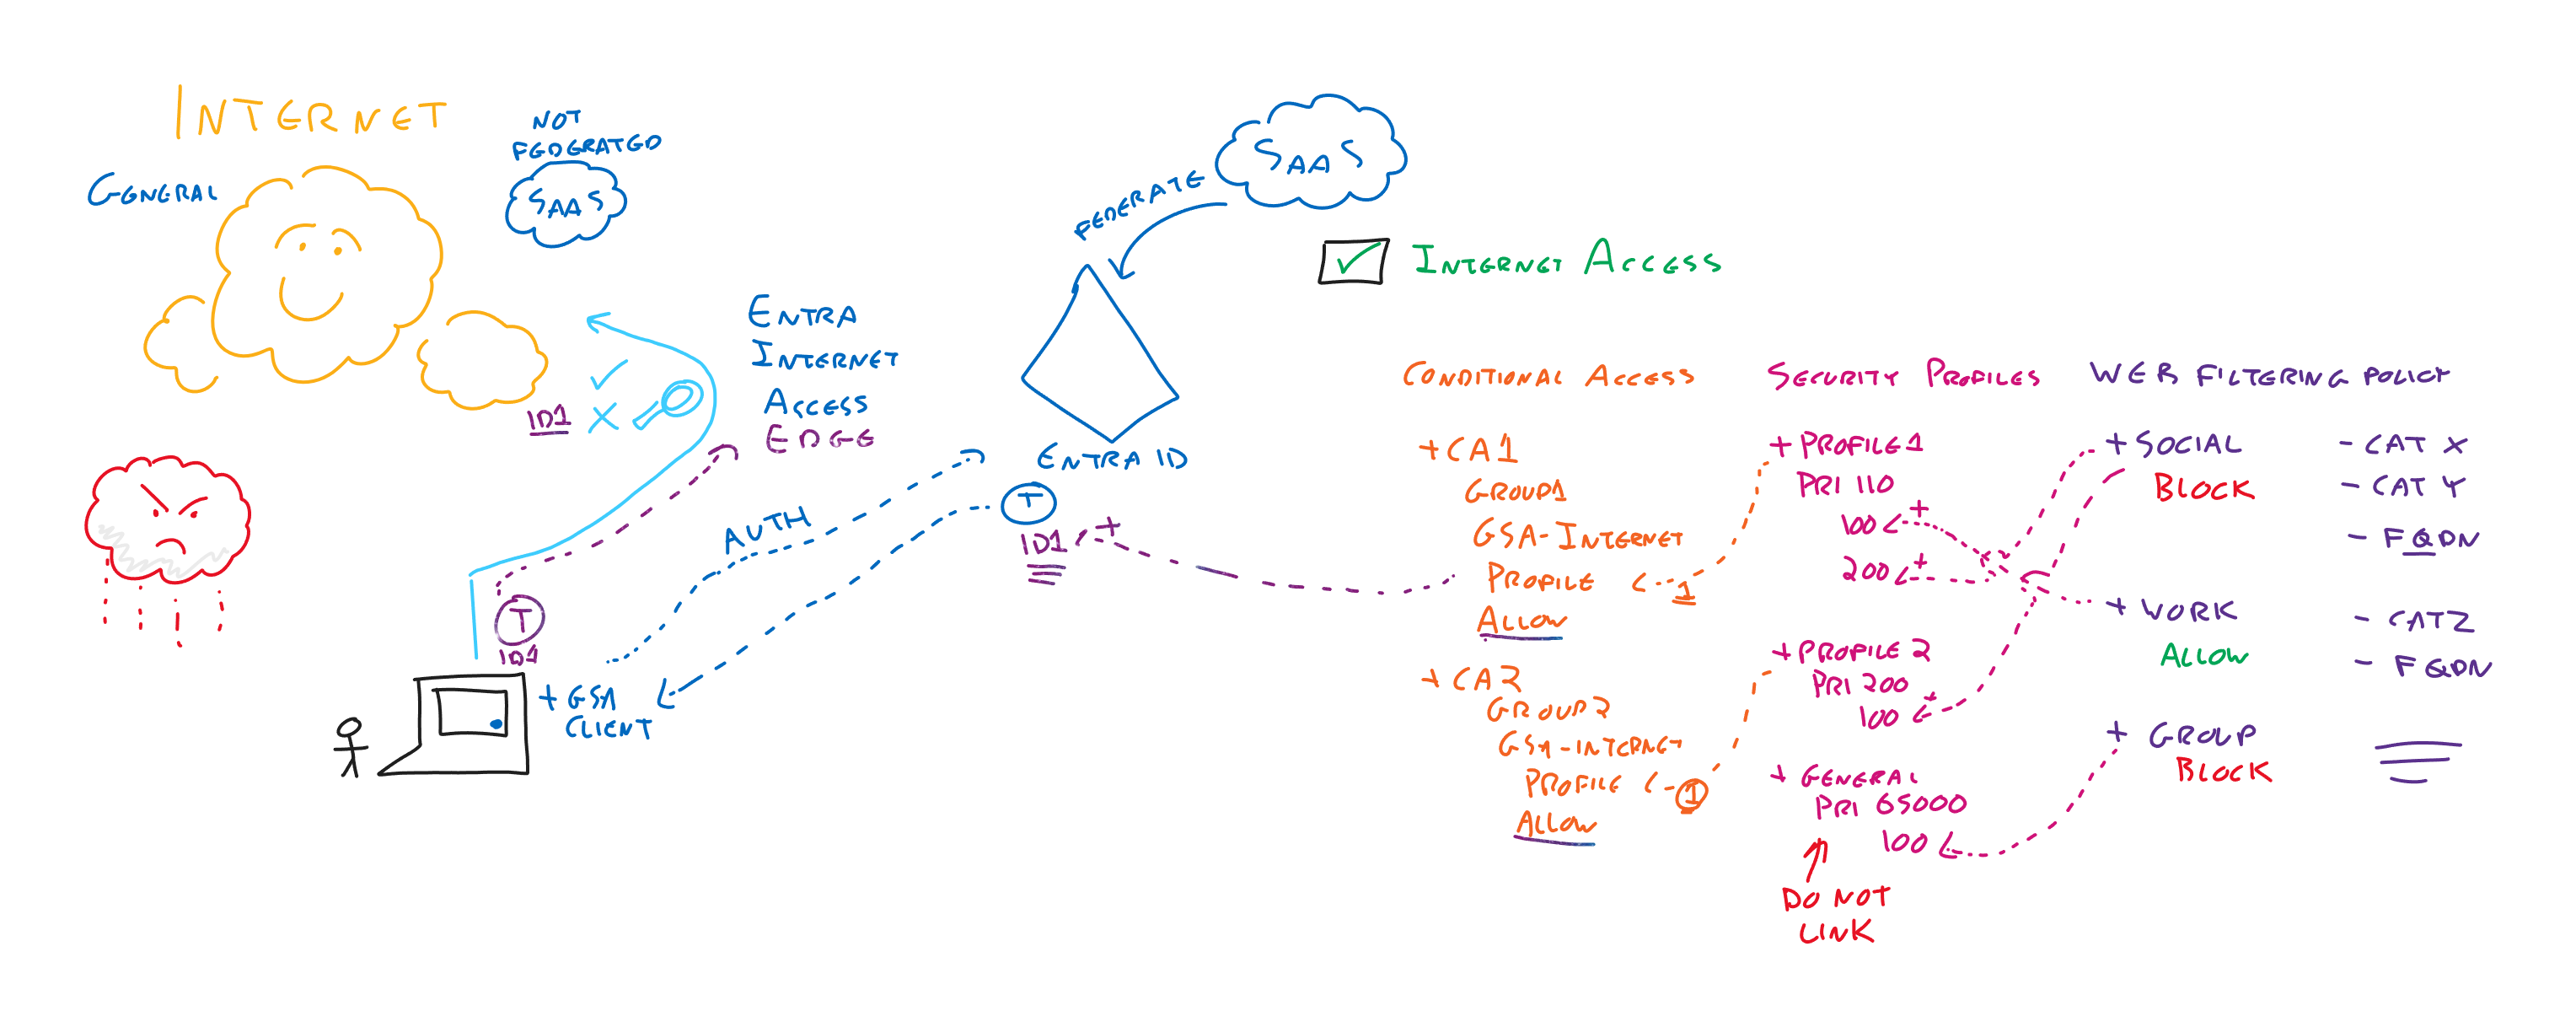 INTERNET
GENERAL
NOT
FEDERATED
SAAS
ENTRA
INTERNET
ACCESS
EDGE
ID1
T
ID1
+ GSA
CLIENT
AUTH
FEDERATE
SAAS
ENTRA ID
T
ID1 +
✓ INTERNET ACCESS
CONDITIONAL ACCESS
+ CA1
GROUP1
GSA-INTERNET
PROFILE
1
ALLOW
+ CA2
GROUP2
GSA-INTERNET
PROFILE
1
ALLOW
SECURITY PROFILES
+ PROFILE1
PRI 110
100 +
200 +
+ PROFILE 2
PRI 200
100 +
+ GENERAL
PRI 65000
100
DO NOT
LINK
WEB FILTERING POLICY
+ SOCIAL
BLOCK
- CAT X
- CAT Y
- FQDN
+ WORK
ALLOW
- CATZ
- FQDN
+ GROUP
BLOCK